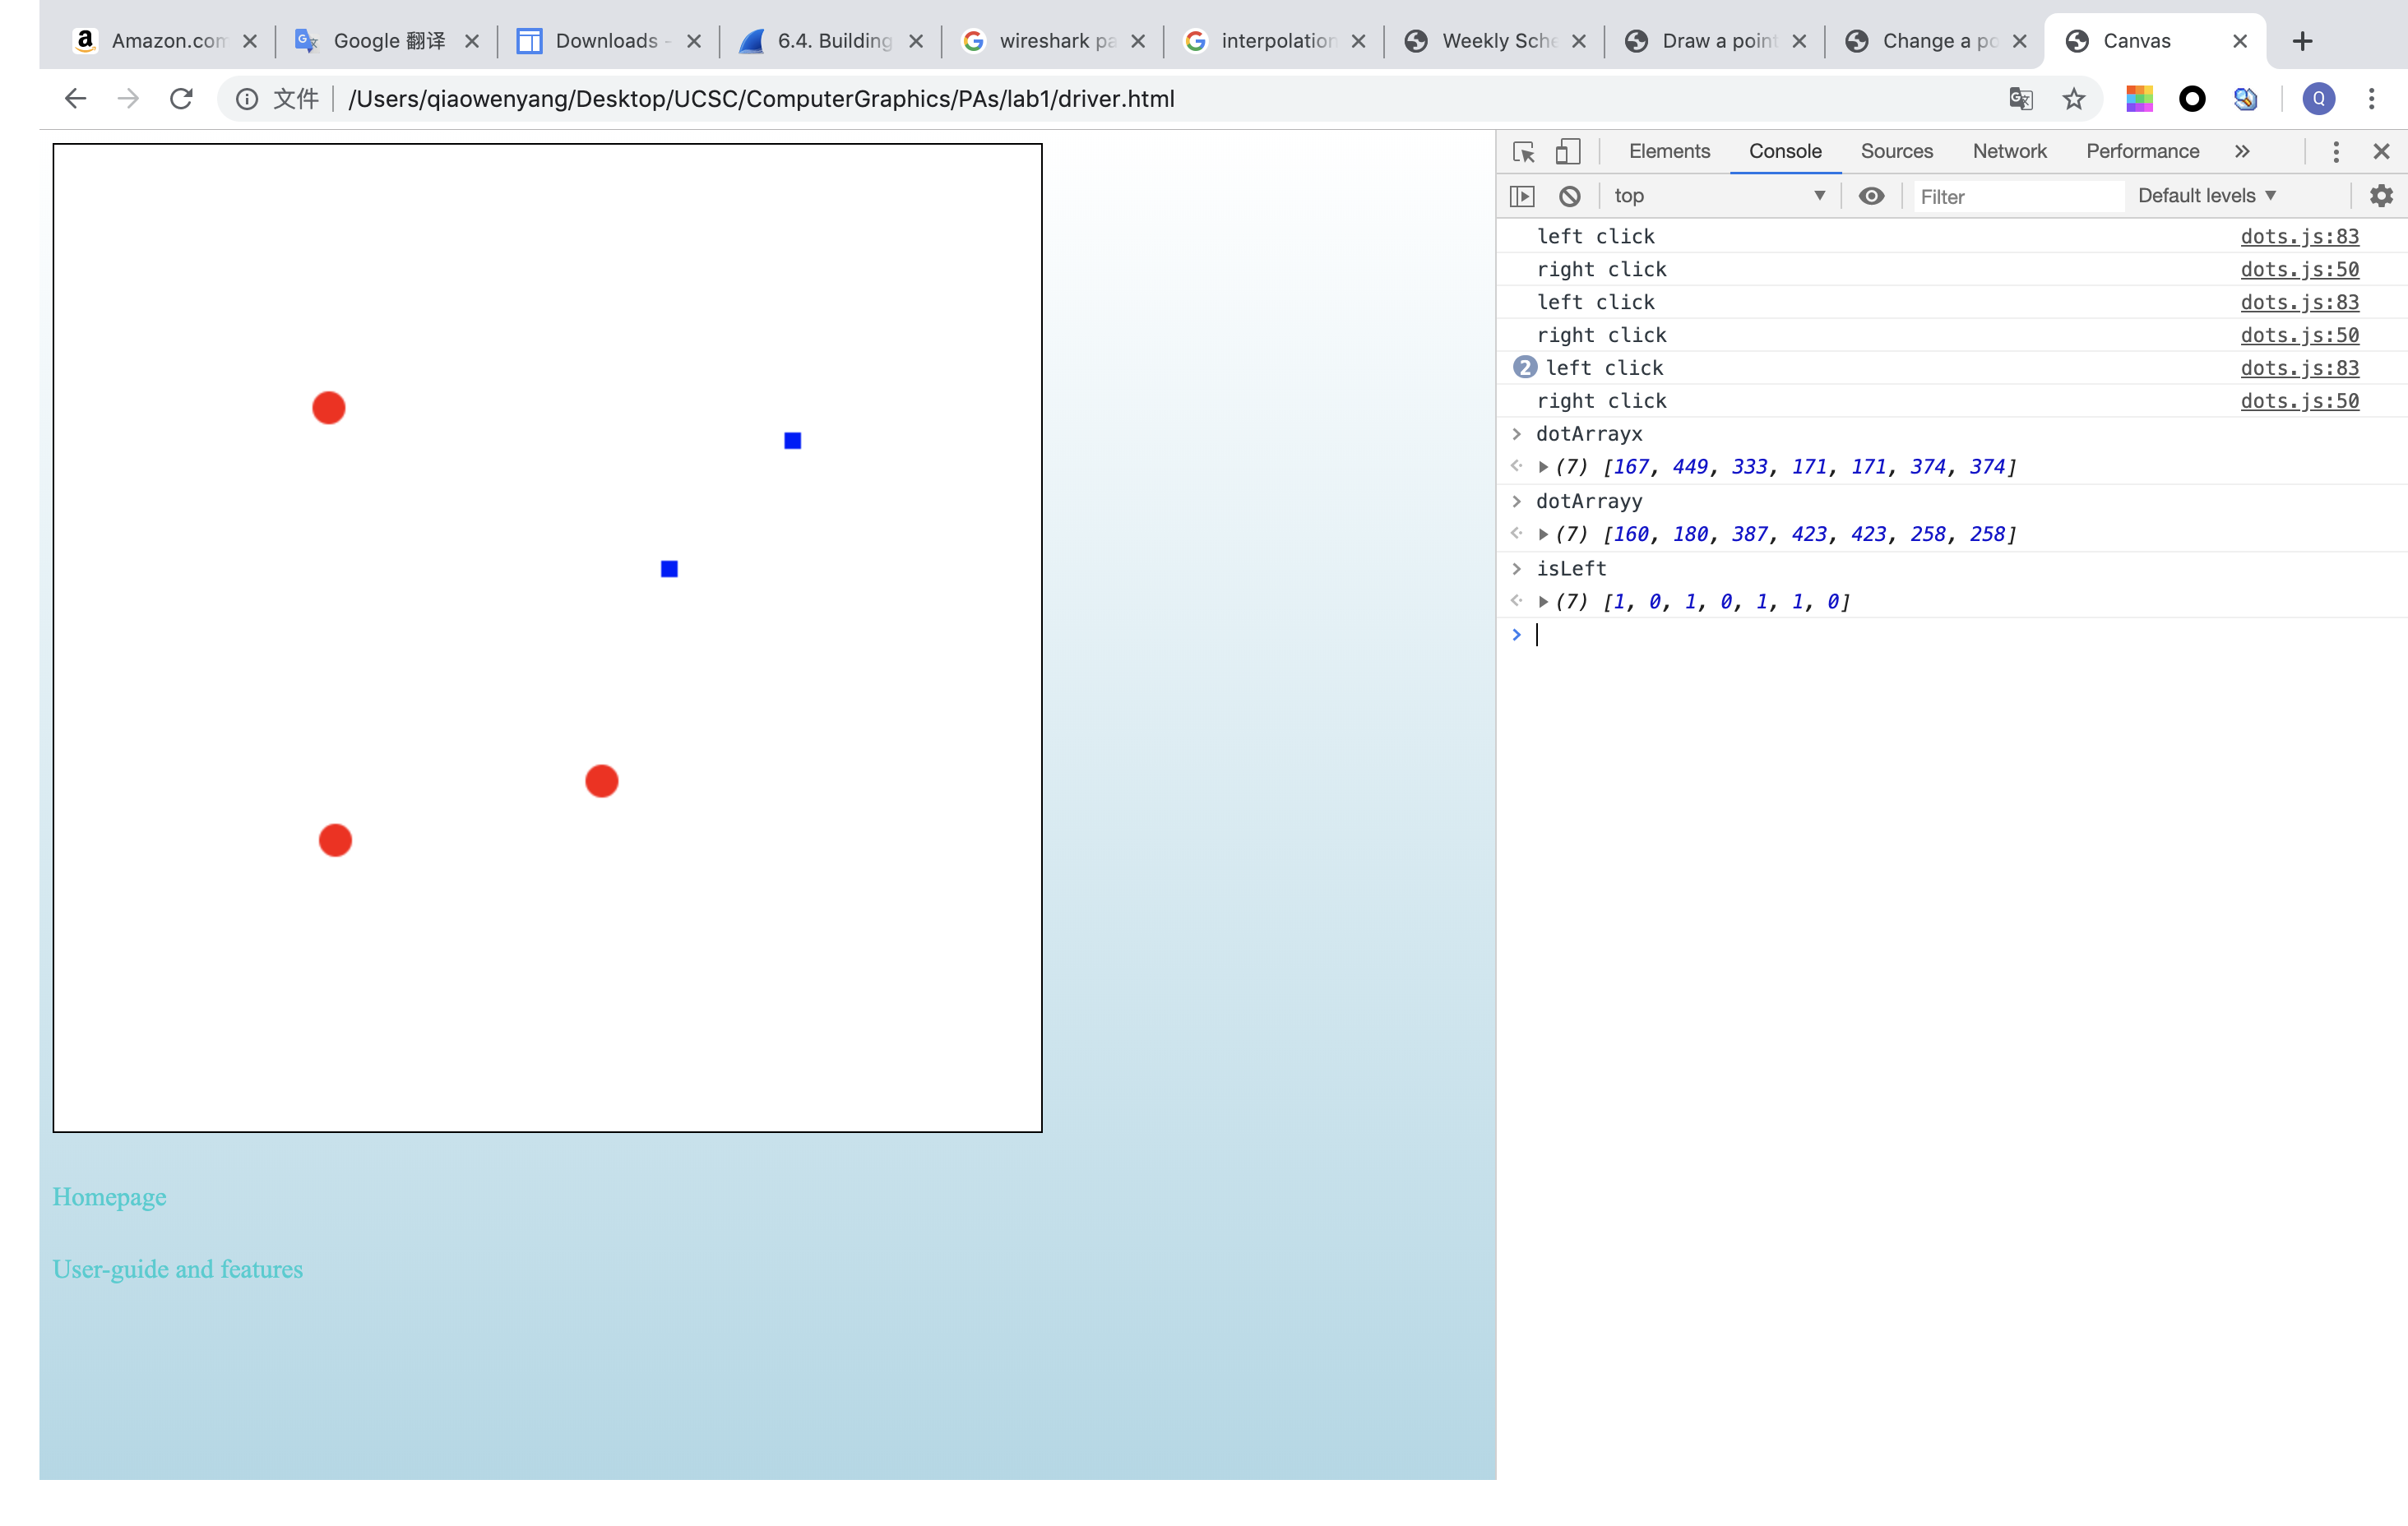 Amazon.com Google 翻译 Downloads - 6.4. Building wireshark pa interpolation Weekly Sche Draw a point Change a po Canvas
文件 /Users/qiaowenyang/Desktop/UCSC/ComputerGraphics/PAs/lab1/driver.html Q
Elements Console Sources Network Performance
top Filter Default levels
left click dots.js:83
right click dots.js:50
left click dots.js:83
right click dots.js:50
2 left click dots.js:83
right click dots.js:50
dotArrayx
(7) [167, 449, 333, 171, 171, 374, 374]
dotArrayy
(7) [160, 180, 387, 423, 423, 258, 258]
isLeft
(7) [1, 0, 1, 0, 1, 1, 0]
Homepage
User-guide and features